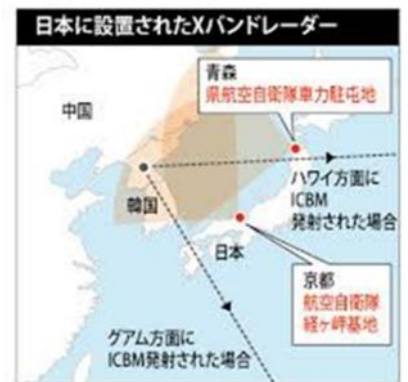 日本に設置されたXバンドレーダー
青森
県航空自衛隊車力駐屯地
中国
韓国
ハワイ方面に
ICBM
発射された場合
日本
京都
航空自衛隊
経ヶ岬基地
グアム方面に
ICBM発射された場合